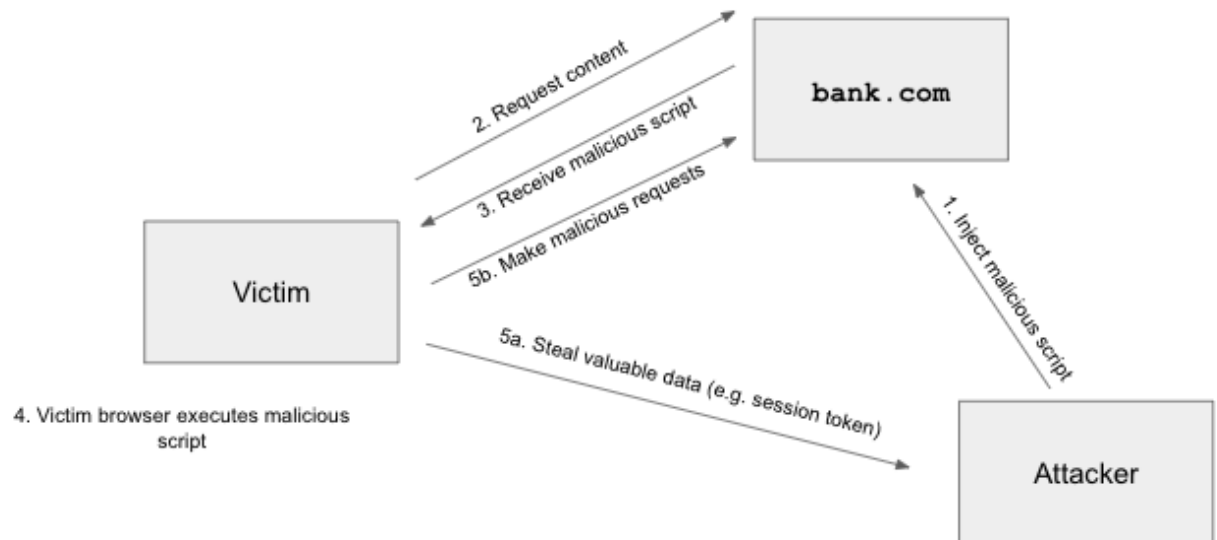 2. Request content
bank.com
3. Receive malicious script
5b. Make malicious requests
1. Inject malicious script
Victim
5a. Steal valuable data (e.g. session token)
4. Victim browser executes malicious
script
Attacker